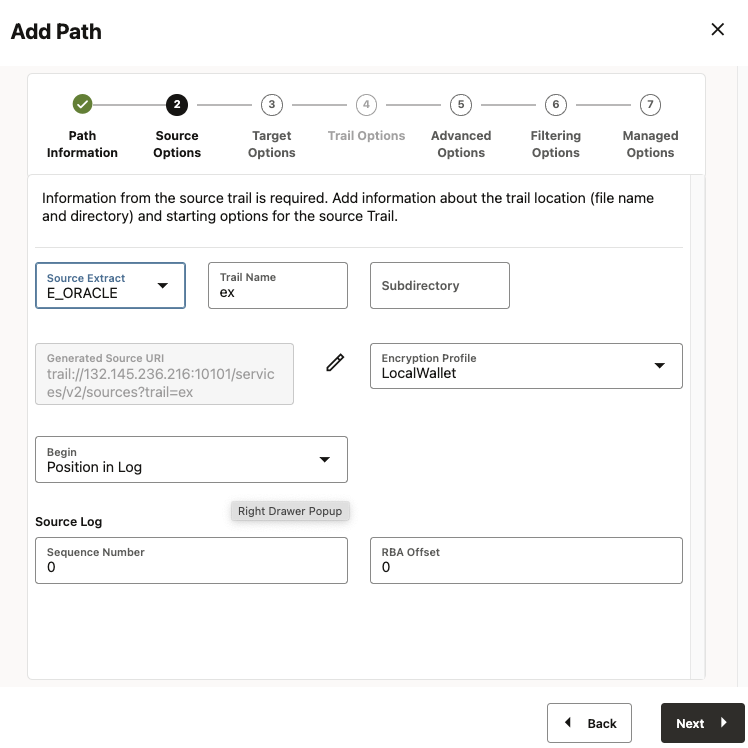 Add Path
2
3
4
5
6
7
Path
Information
Source
Options
Target
Options
Trail Options
Advanced
Options
Filtering
Options
Managed
Options
Information from the source trail is required. Add information about the trail location (file name
and directory) and starting options for the source Trail.
Source Extract
E_ORACLE
Trail Name
ex
Subdirectory
Generated Source URI
trail://132.145.236.216:10101/servic
es/v2/sources?trail=ex
Encryption Profile
LocalWallet
Begin
Position in Log
Right Drawer Popup
Source Log
Sequence Number
0
RBA Offset
0
Back
Next